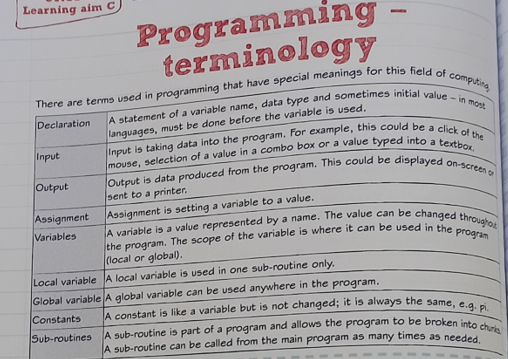 Learning aim C
Programming –
terminology
There are terms used in programming that have special meanings for this field of computing.
Declaration A statement of a variable name, data type and sometimes initial value – in most
languages, must be done before the variable is used.
Input Input is taking data into the program. For example, this could be a click of the
mouse, selection of a value in a combo box or a value typed into a textbox.
Output Output is data produced from the program. This could be displayed on-screen or
sent to a printer.
Assignment Assignment is setting a variable to a value.
Variables A variable is a value represented by a name. The value can be changed throughout
the program. The scope of the variable is where it can be used in the program
(local or global).
Local variable A local variable is used in one sub-routine only.
Global variable A global variable can be used anywhere in the program.
Constants A constant is like a variable but is not changed; it is always the same, e.g. pi.
Sub-routines A sub-routine is part of a program and allows the program to be broken into chunks.
A sub-routine can be called from the main program as many times as needed.